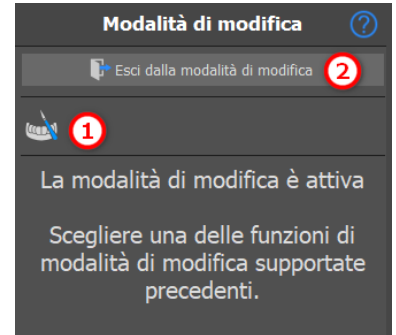 Modalità di modifica ?
Esci dalla modalità di modifica 2
1
La modalità di modifica è attiva
Scegliere una delle funzioni di
modalità di modifica supportate
precedenti.